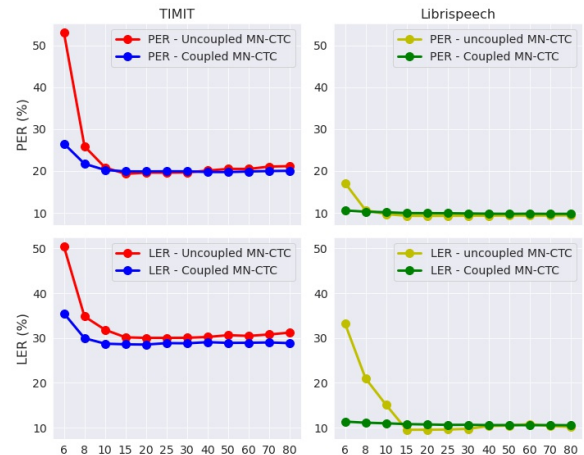 TIMIT
Librispeech
PER (%)
50
40
30
20
10
PER - Uncoupled MN-CTC
PER - Coupled MN-CTC
PER - uncoupled MN-CTC
PER - Coupled MN-CTC
6 8 10 15 20 25 30 40 50 60 70 80
LER (%)
50
40
30
20
10
LER - Uncoupled MN-CTC
LER - Coupled MN-CTC
LER - uncoupled MN-CTC
LER - Coupled MN-CTC
6 8 10 15 20 25 30 40 50 60 70 80